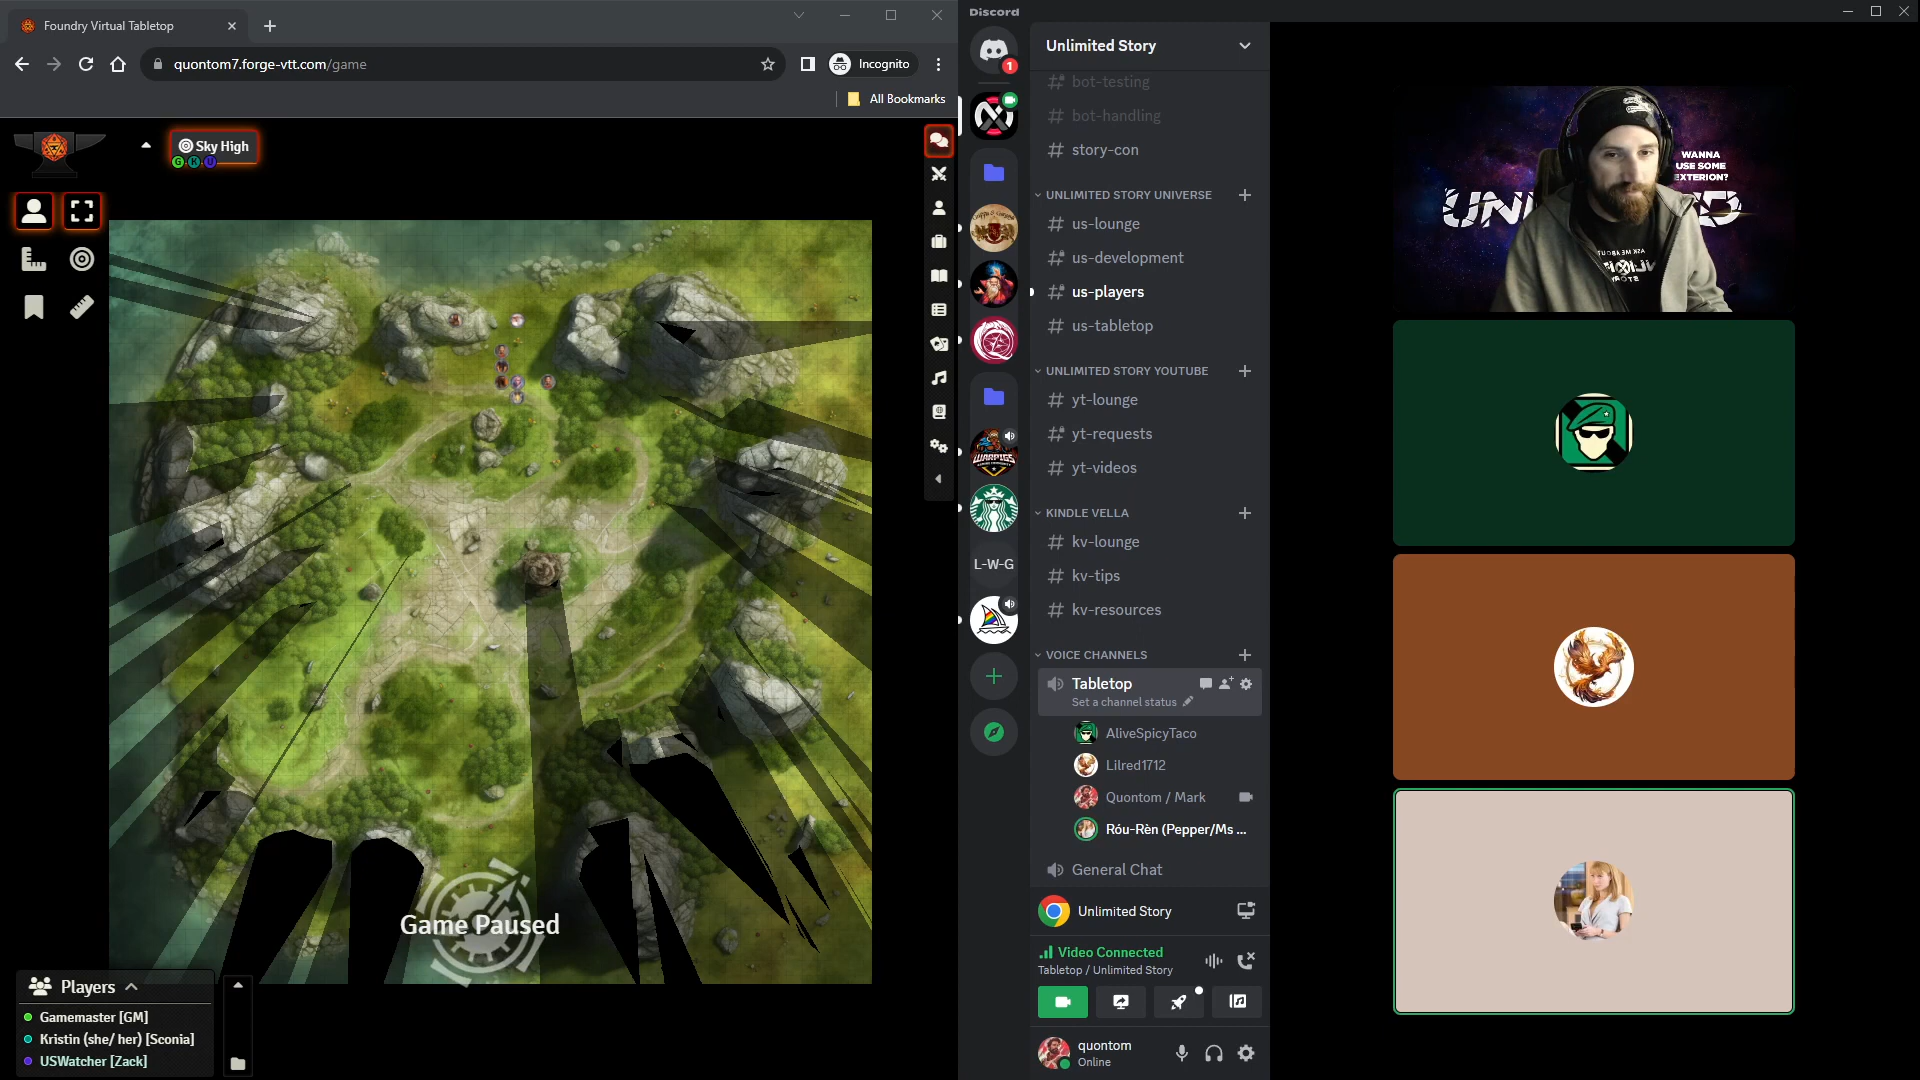 Foundry Virtual Tabletop
quontom7.forge-vtt.com/game
Incognito
All Bookmarks
Sky High
G
K
U
Game Paused
Players
Gamemaster [GM]
Kristin (she/ her) [Sconia]
USWatcher [Zack]
Discord
1
WARPIGS
L-W-G
Unlimited Story
bot-testing
bot-handling
story-con
UNLIMITED STORY UNIVERSE
us-lounge
us-development
us-players
us-tabletop
UNLIMITED STORY YOUTUBE
yt-lounge
yt-requests
yt-videos
KINDLE VELLA
kv-lounge
kv-tips
kv-resources
VOICE CHANNELS
Tabletop
Set a channel status
AliveSpicyTaco
Lilred1712
Quontom / Mark
Róu-Rèn (Pepper/Ms ...
General Chat
Unlimited Story
Video Connected
Tabletop / Unlimited Story
quontom
Online
WANNA
USE SOME
EXTERION?